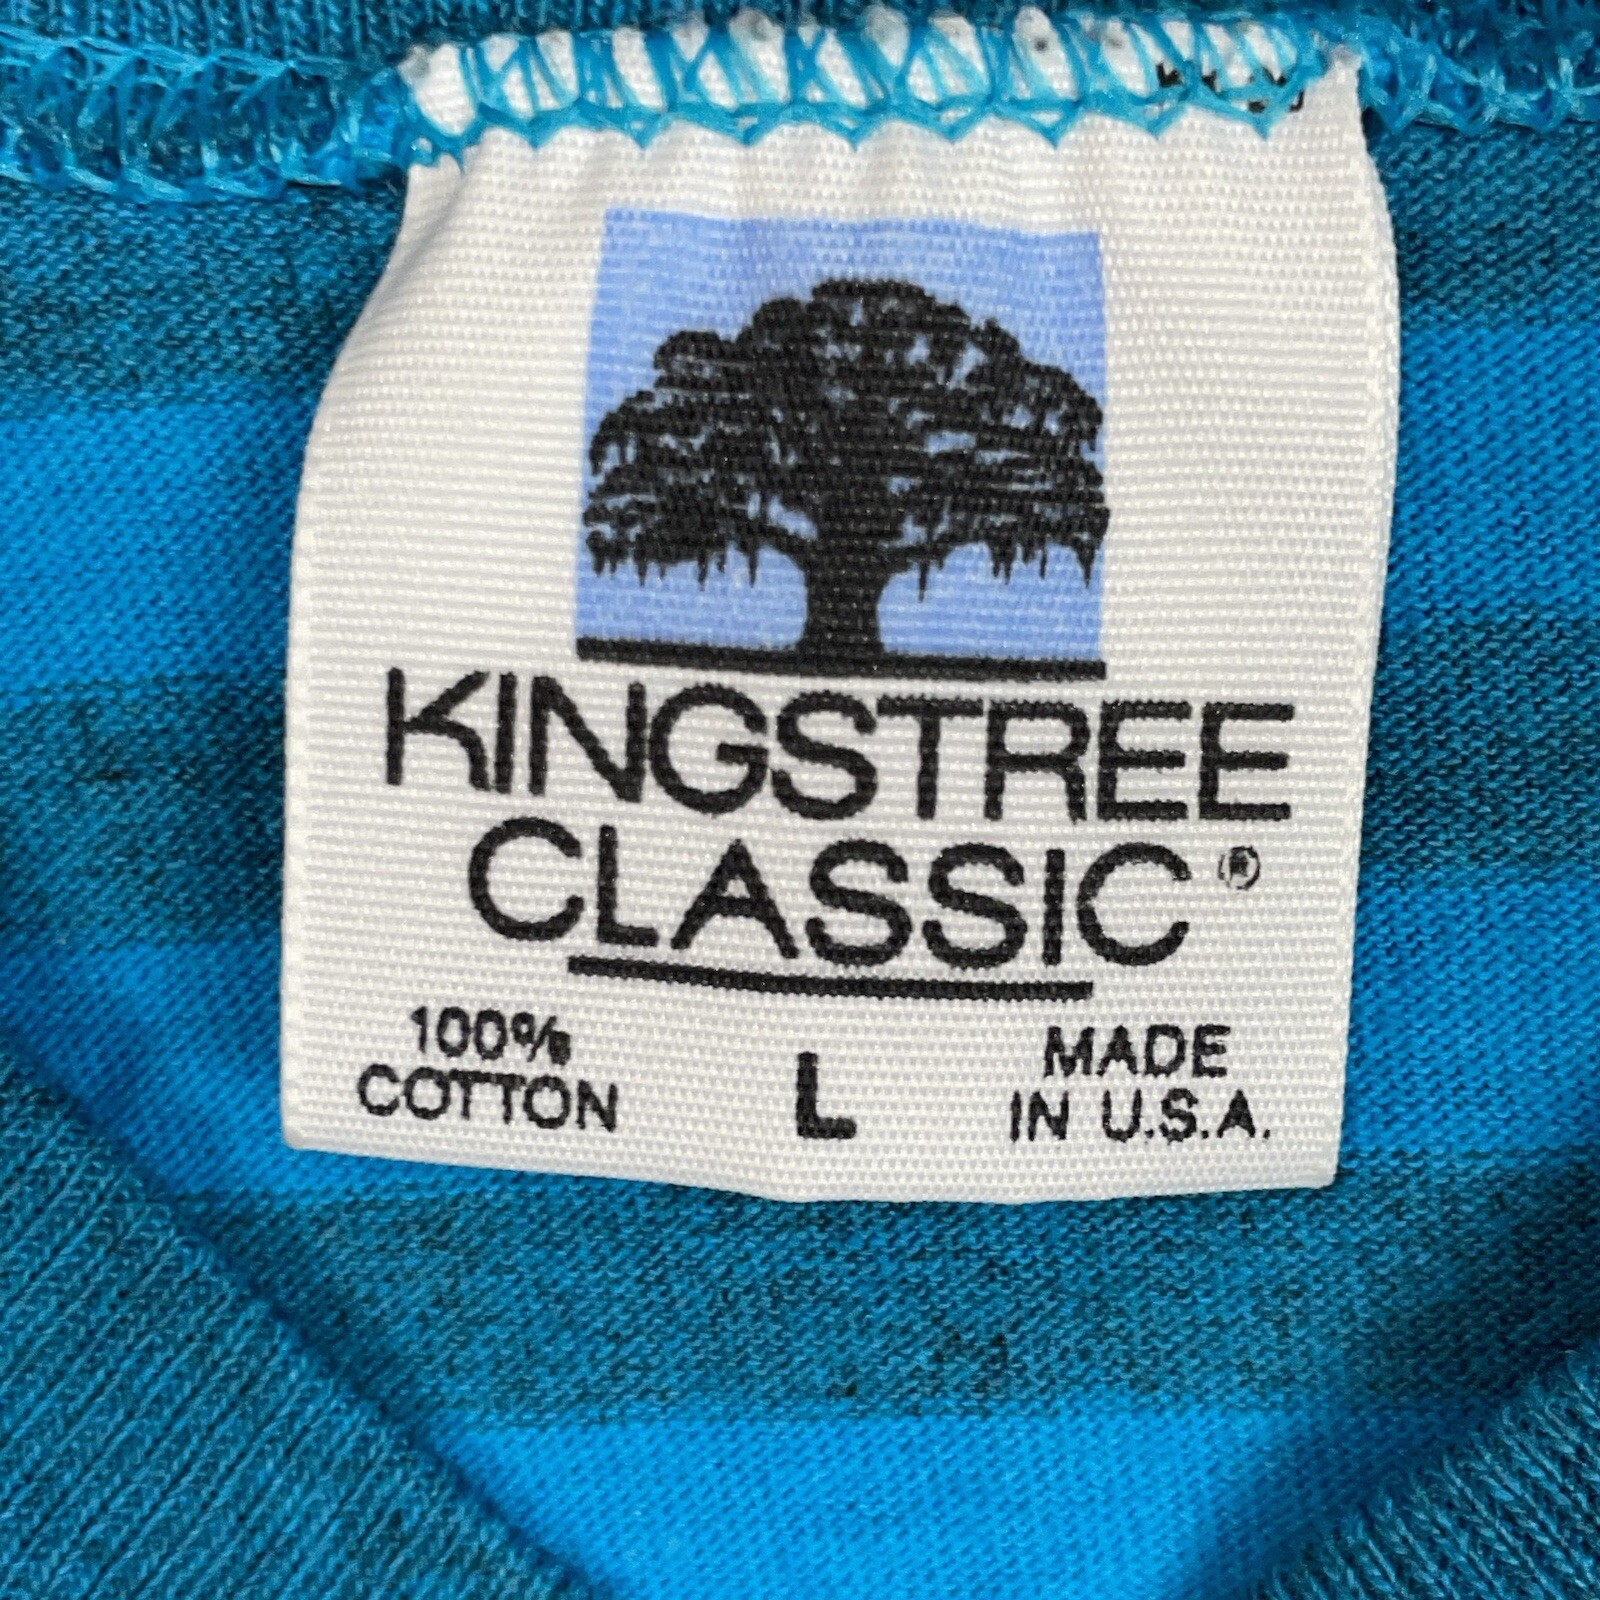 KINGSTREE
CLASSIC®
100%
COTTON
L
MADE
IN U.S.A.